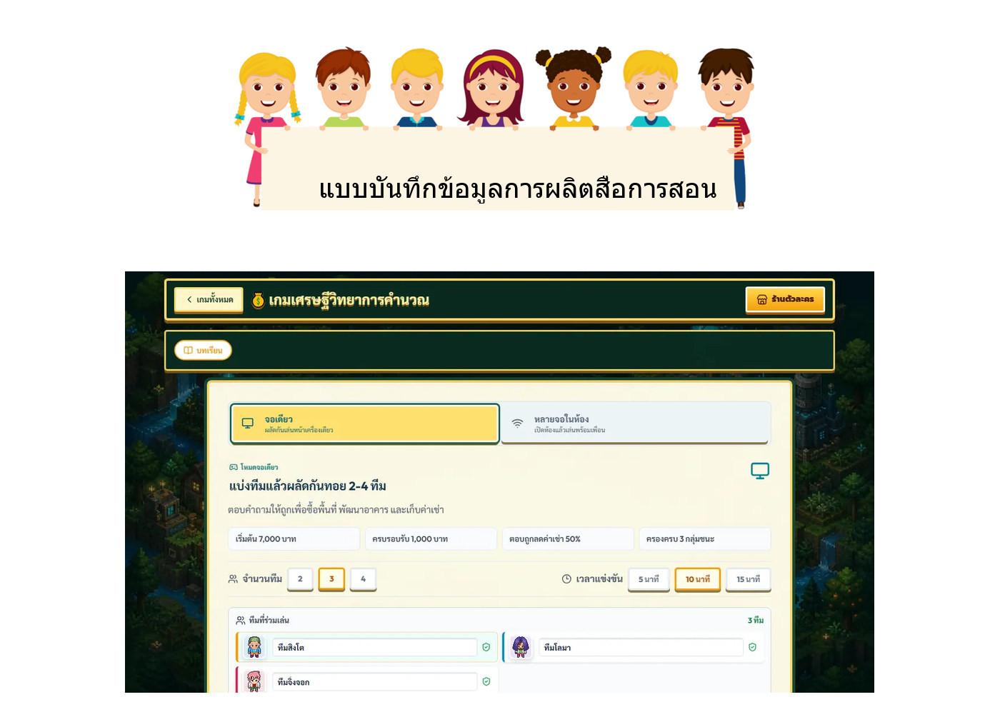 แบบบันทึกข้อมูลการผลิตสื่อการสอน
เกมทั้งหมด
เกมเศรษฐีวิทยาการคำนวณ
ร้านตัวละคร
บทเรียน
จอเดียว
ผลัดกันเล่นหน้าเครื่องเดียว
หลายจอในห้อง
เปิดห้องแล้วเล่นพร้อมเพื่อน
โหมดจอเดียว
แบ่งทีมแล้วผลัดกันทอย 2-4 ทีม
ตอบคำถามให้ถูกเพื่อซื้อพื้นที่ พัฒนาอาคาร และเก็บค่าเช่า
เริ่มต้น 7,000 บาท
ครบรอบรับ 1,000 บาท
ตอบถูกลดค่าเช่า 50%
ครองครบ 3 กลุ่มชนะ
จำนวนทีม 2 3 4
เวลาแข่งขัน 5 นาที 10 นาที 15 นาที
ทีมที่ร่วมเล่น
3 ทีม
ทีมสิงโต
ทีมโลมา
ทีมจิ้งจอก